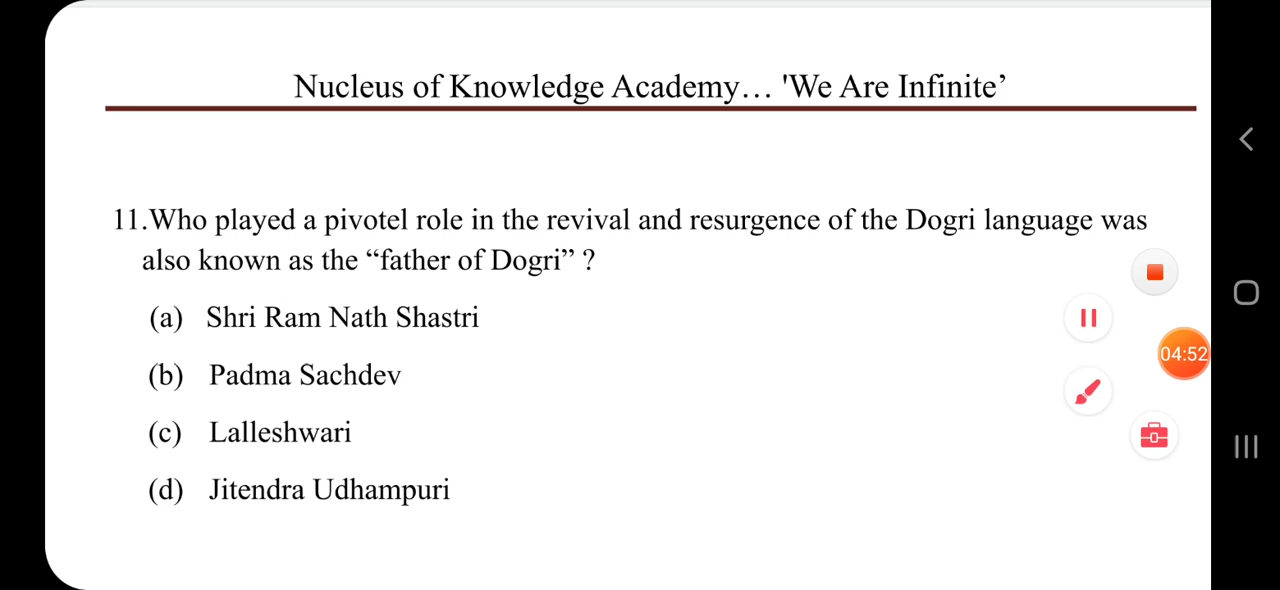 Nucleus of Knowledge Academy… 'We Are Infinite’
11.Who played a pivotel role in the revival and resurgence of the Dogri language was
also known as the “father of Dogri” ?
(a) Shri Ram Nath Shastri
(b) Padma Sachdev
(c) Lalleshwari
(d) Jitendra Udhampuri
04:52